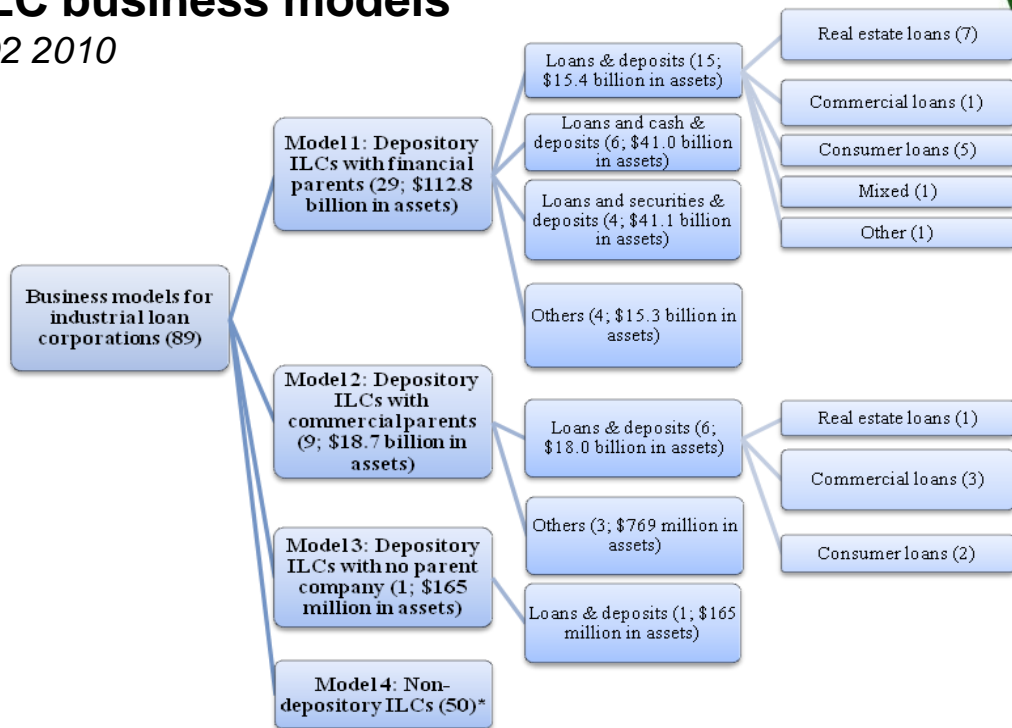 LC business models
2 2010
Business models for
industrial loan
corporations (89)
Model 1: Depository
ILCs with financial
parents (29; $112.8
billion in assets)
Loans & deposits (15;
$15.4 billion in assets)
Real estate loans (7)
Commercial loans (1)
Consumer loans (5)
Mixed (1)
Other (1)
Loans and cash &
deposits (6; $41.0 billion
in assets)
Loans and securities &
deposits (4; $41.1 billion
in assets)
Others (4; $15.3 billion in
assets)
Model 2: Depository
ILCs with
commercial parents
(9; $18.7 billion in
assets)
Loans & deposits (6;
$18.0 billion in assets)
Real estate loans (1)
Commercial loans (3)
Consumer loans (2)
Others (3; $769 million in
assets)
Model 3: Depository
ILCs with no parent
company (1; $165
million in assets)
Loans & deposits (1; $165
million in assets)
Model 4: Non-
depository ILCs (50)*